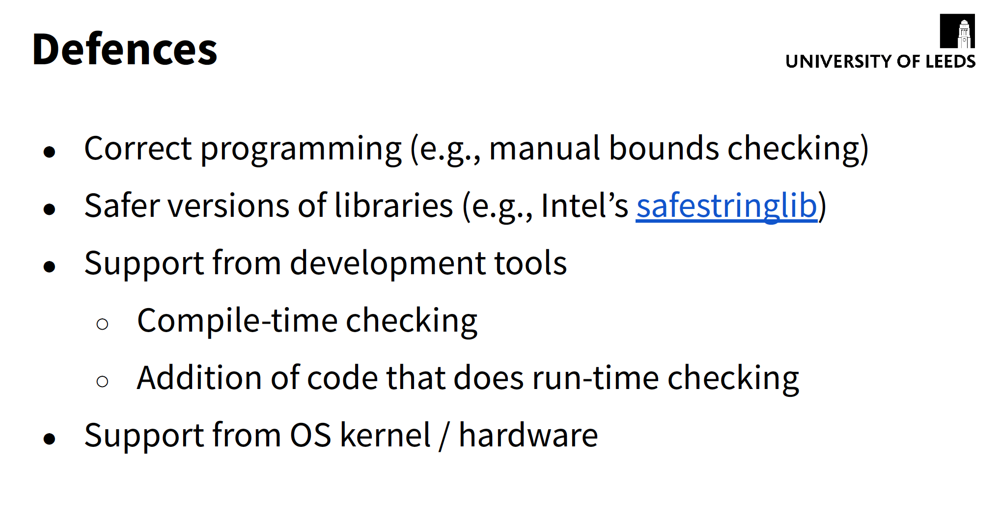 Defences
UNIVERSITY OF LEEDS
● Correct programming (e.g., manual bounds checking)
● Safer versions of libraries (e.g., Intel’s safestringlib)
● Support from development tools
○ Compile-time checking
○ Addition of code that does run-time checking
● Support from OS kernel / hardware